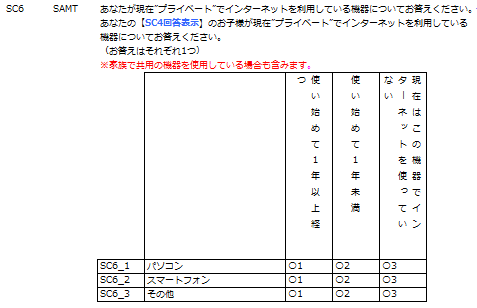 SC6 SAMT あなたが現在“プライベート”でインターネットを利用している機器についてお答えください。
あなたの【SC4回答表示】のお子様が現在“プライベート”でインターネットを利用している
機器についてお答えください。
（お答えはそれぞれ1つ）
※家族で共用の機器を使用している場合も含みます。
使い始めて1年以上経つ
使い始めて1年未満
現在はこの機器でインターネットを使っていない
SC6_1 パソコン ○1 ○2 ○3
SC6_2 スマートフォン ○1 ○2 ○3
SC6_3 その他 ○1 ○2 ○3